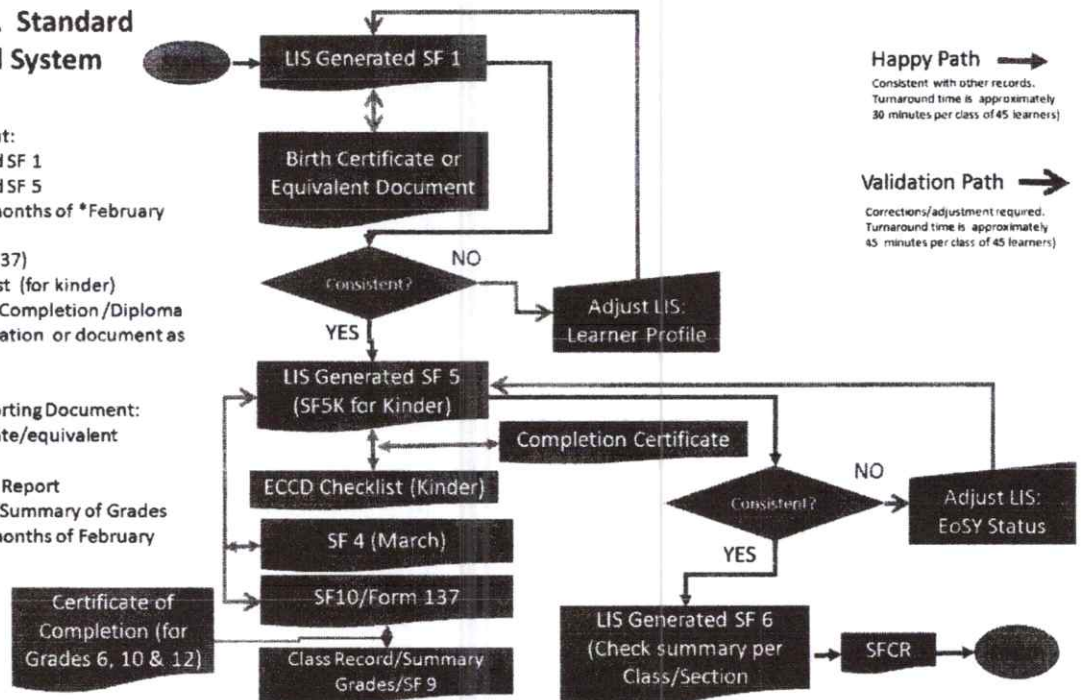 Standard
System
LIS Generated SF 1
Happy Path
Consistent with other records.
Turnaround time is approximately
30 minutes per class of 45 learners)
SF 1
SF 5
months of *February
Birth Certificate or
Equivalent Document
Validation Path
Corrections/adjustment required.
Turnaround time is approximately
45 minutes per class of 45 learners)
37)
st (for kinder)
Completion/Diploma
ation or document as
Consistent?
NO
YES
Adjust LIS:
Learner Profile
LIS Generated SF 5
(SF5K for Kinder)
orting Document:
ate/equivalent
Completion Certificate
Report
Summary of Grades
months of February
ECCD Checklist (Kinder)
SF 4 (March)
SF10/Form 137
Consistent?
NO
YES
Adjust LIS:
EoSY Status
Certificate of
Completion (for
Grades 6, 10 & 12)
Class Record/Summary
Grades/SF 9
LIS Generated SF 6
(Check summary per
Class/Section
SFCR